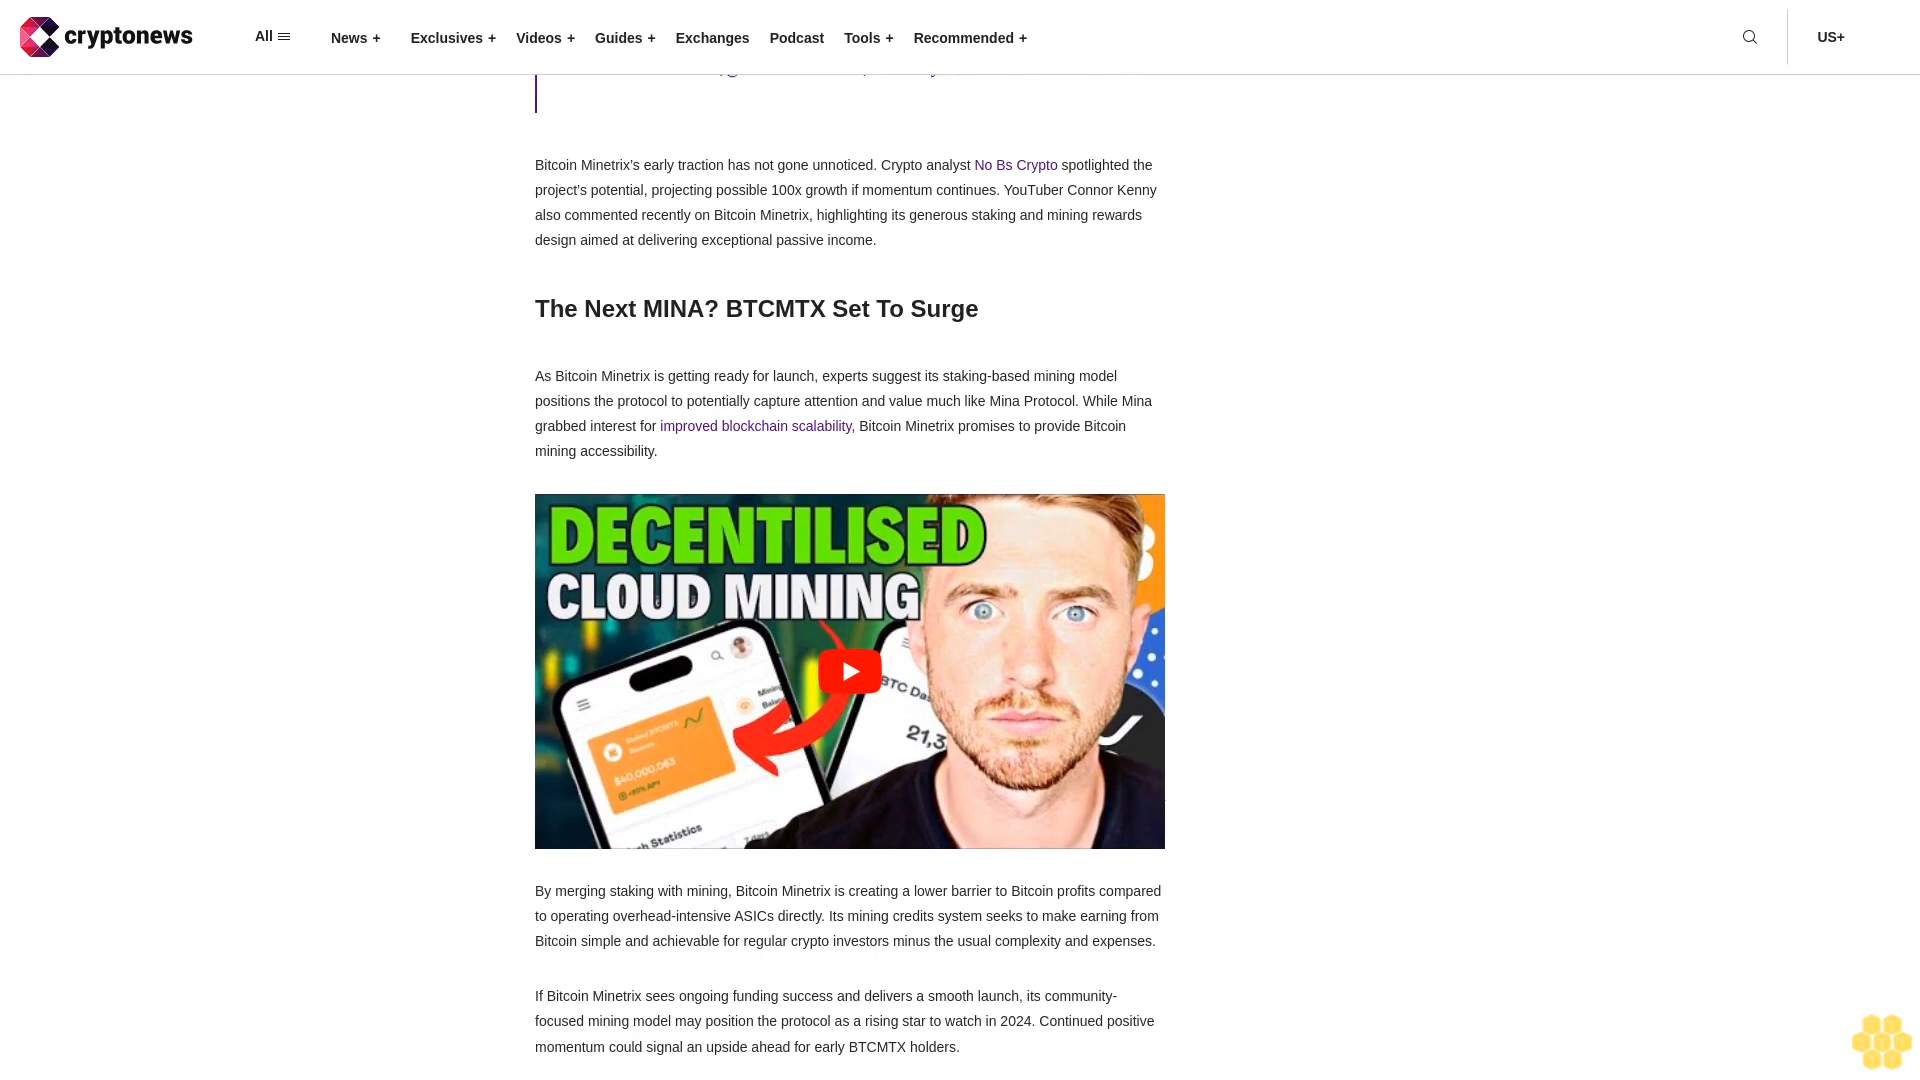 cryptonews
All
News +
Exclusives +
Videos +
Guides +
Exchanges
Podcast
Tools +
Recommended +
US+
Bitcoin Minetrix’s early traction has not gone unnoticed. Crypto analyst No Bs Crypto spotlighted the
project’s potential, projecting possible 100x growth if momentum continues. YouTuber Connor Kenny
also commented recently on Bitcoin Minetrix, highlighting its generous staking and mining rewards
design aimed at delivering exceptional passive income.
The Next MINA? BTCMTX Set To Surge
As Bitcoin Minetrix is getting ready for launch, experts suggest its staking-based mining model
positions the protocol to potentially capture attention and value much like Mina Protocol. While Mina
grabbed interest for improved blockchain scalability, Bitcoin Minetrix promises to provide Bitcoin
mining accessibility.
DECENTILISED
CLOUD MINING
Mining
Staked BTCMTX
Balance
$40,000.063
BTC Das
21,3
sh Statistics
7 days
By merging staking with mining, Bitcoin Minetrix is creating a lower barrier to Bitcoin profits compared
to operating overhead-intensive ASICs directly. Its mining credits system seeks to make earning from
Bitcoin simple and achievable for regular crypto investors minus the usual complexity and expenses.
If Bitcoin Minetrix sees ongoing funding success and delivers a smooth launch, its community-
focused mining model may position the protocol as a rising star to watch in 2024. Continued positive
momentum could signal an upside ahead for early BTCMTX holders.